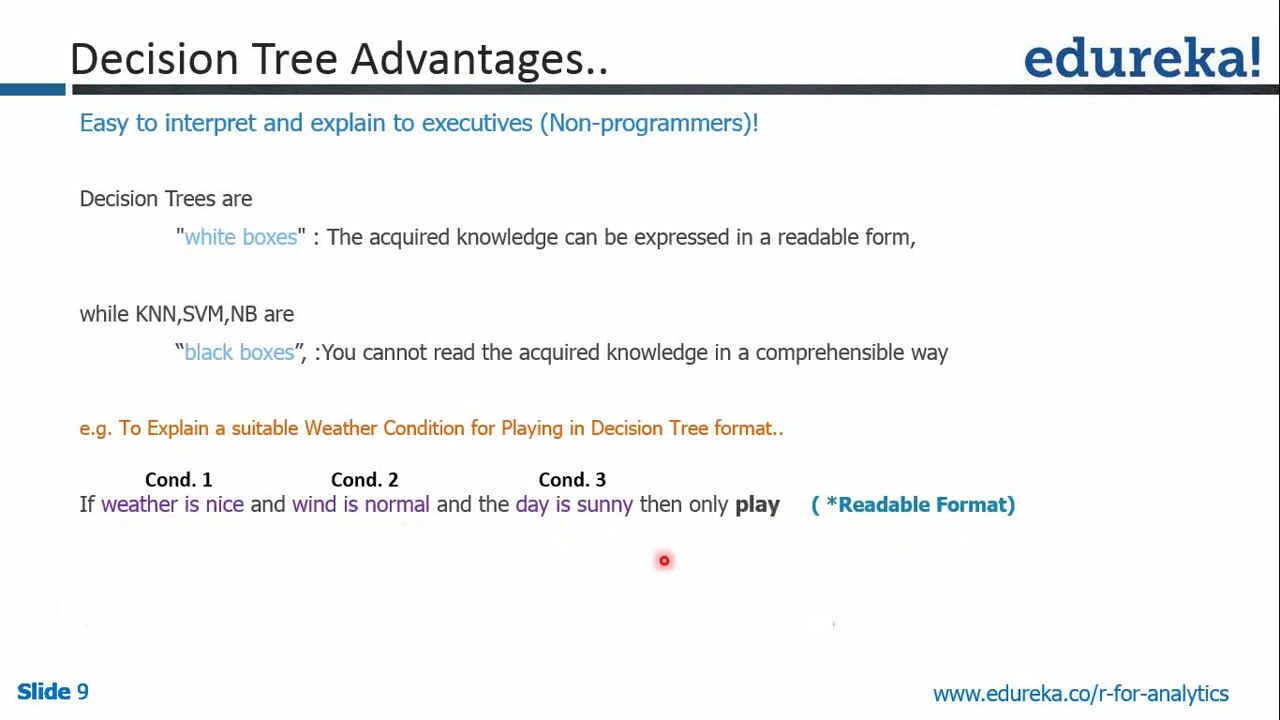 Decision Tree Advantages..
edureka!
Easy to interpret and explain to executives (Non-programmers)!
Decision Trees are
"white boxes" : The acquired knowledge can be expressed in a readable form,
while KNN,SVM,NB are
“black boxes”, :You cannot read the acquired knowledge in a comprehensible way
e.g. To Explain a suitable Weather Condition for Playing in Decision Tree format..
Cond. 1 Cond. 2 Cond. 3
If weather is nice and wind is normal and the day is sunny then only play ( *Readable Format)
Slide 9
www.edureka.co/r-for-analytics